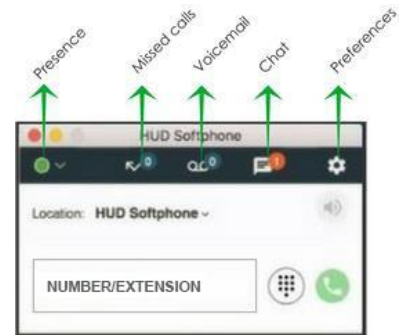 Presence
Missed calls
Voicemail
Chat
Preferences
HUD Softphone
0 0 1
Location: HUD Softphone
NUMBER/EXTENSION